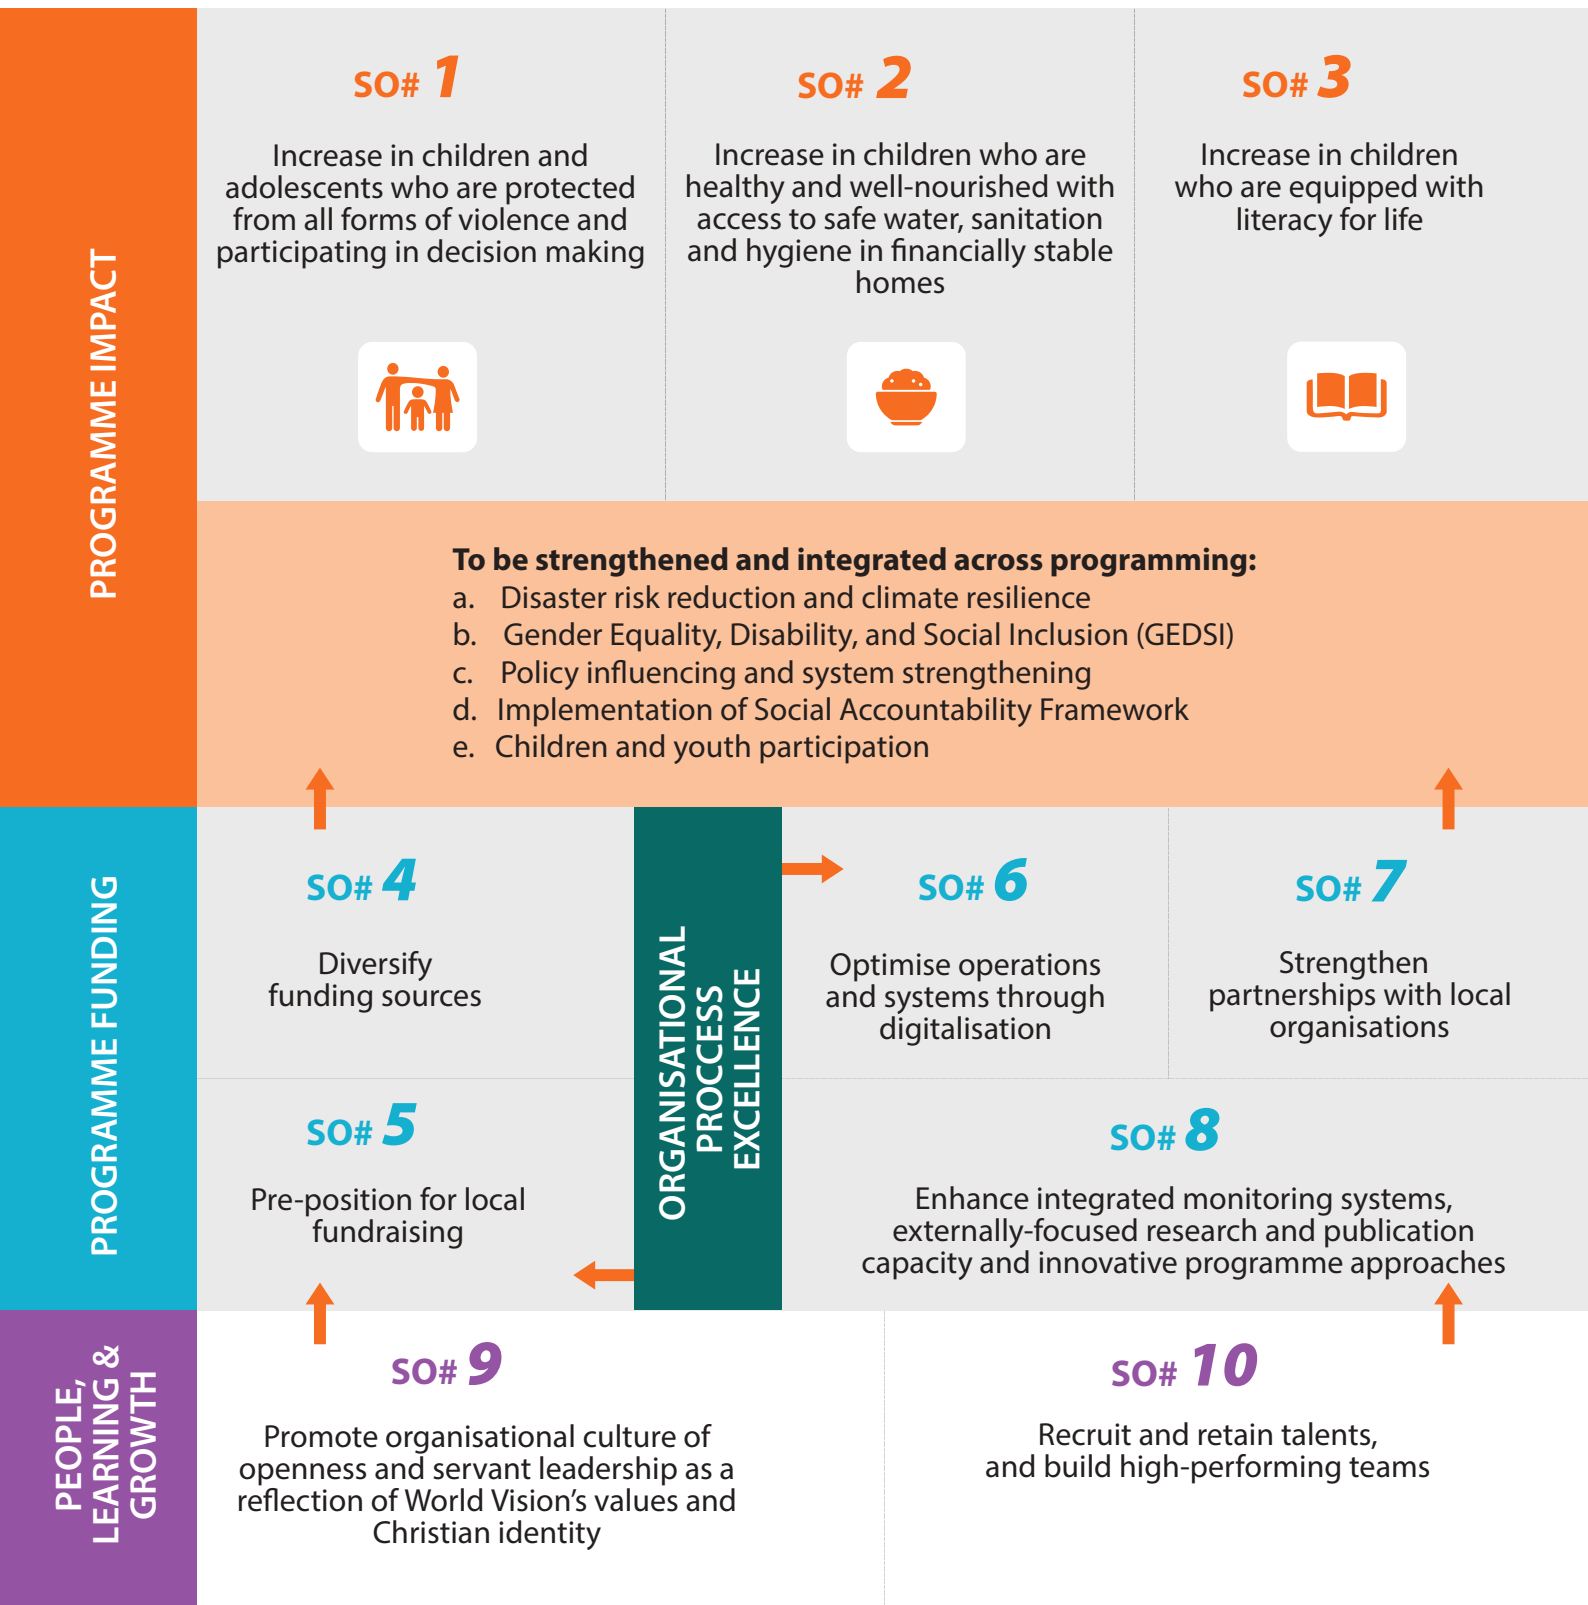 PROGRAMME IMPACT
SO# 1
Increase in children and
adolescents who are protected
from all forms of violence and
participating in decision making
SO# 2
Increase in children who are
healthy and well-nourished with
access to safe water, sanitation
and hygiene in financially stable
homes
SO# 3
Increase in children
who are equipped with
literacy for life
To be strengthened and integrated across programming:
a. Disaster risk reduction and climate resilience
b. Gender Equality, Disability, and Social Inclusion (GEDSI)
c. Policy influencing and system strengthening
d. Implementation of Social Accountability Framework
e. Children and youth participation
PROGRAMME FUNDING
SO# 4
Diversify
funding sources
SO# 5
Pre-position for local
fundraising
ORGANISATIONAL
PROCCESS
EXCELLENCE
SO# 6
Optimise operations
and systems through
digitalisation
SO# 7
Strengthen
partnerships with local
organisations
SO# 8
Enhance integrated monitoring systems,
externally-focused research and publication
capacity and innovative programme approaches
PEOPLE,
LEARNING &
GROWTH
SO# 9
Promote organisational culture of
openness and servant leadership as a
reflection of World Vision’s values and
Christian identity
SO# 10
Recruit and retain talents,
and build high-performing teams